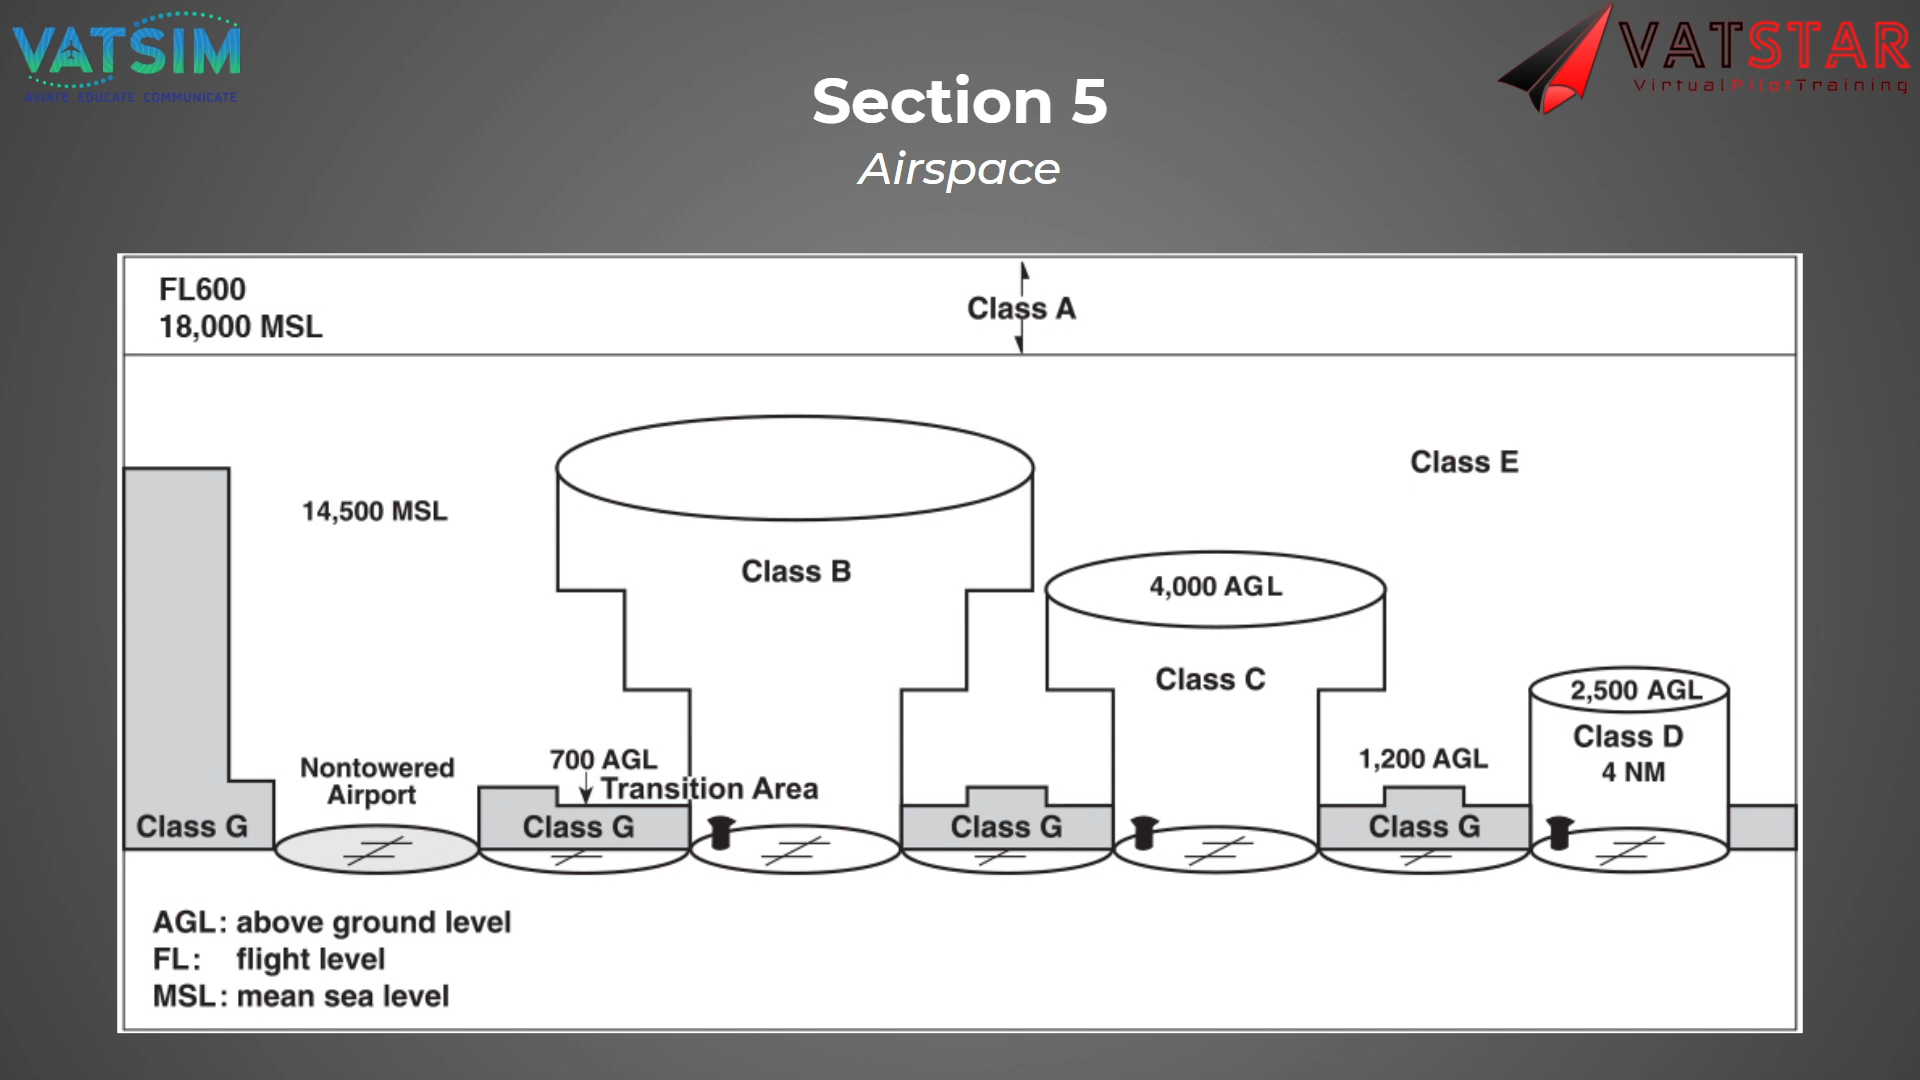 VATSIM
AVIATE EDUCATE COMMUNICATE
VATSTAR
VirtualPilotTraining
Section 5
Airspace
FL600
18,000 MSL
Class A
Class E
14,500 MSL
Class B
4,000 AGL
Class C
2,500 AGL
Class D
4 NM
Nontowered
Airport
700 AGL
Transition Area
1,200 AGL
Class G
Class G
Class G
Class G
AGL: above ground level
FL: flight level
MSL: mean sea level